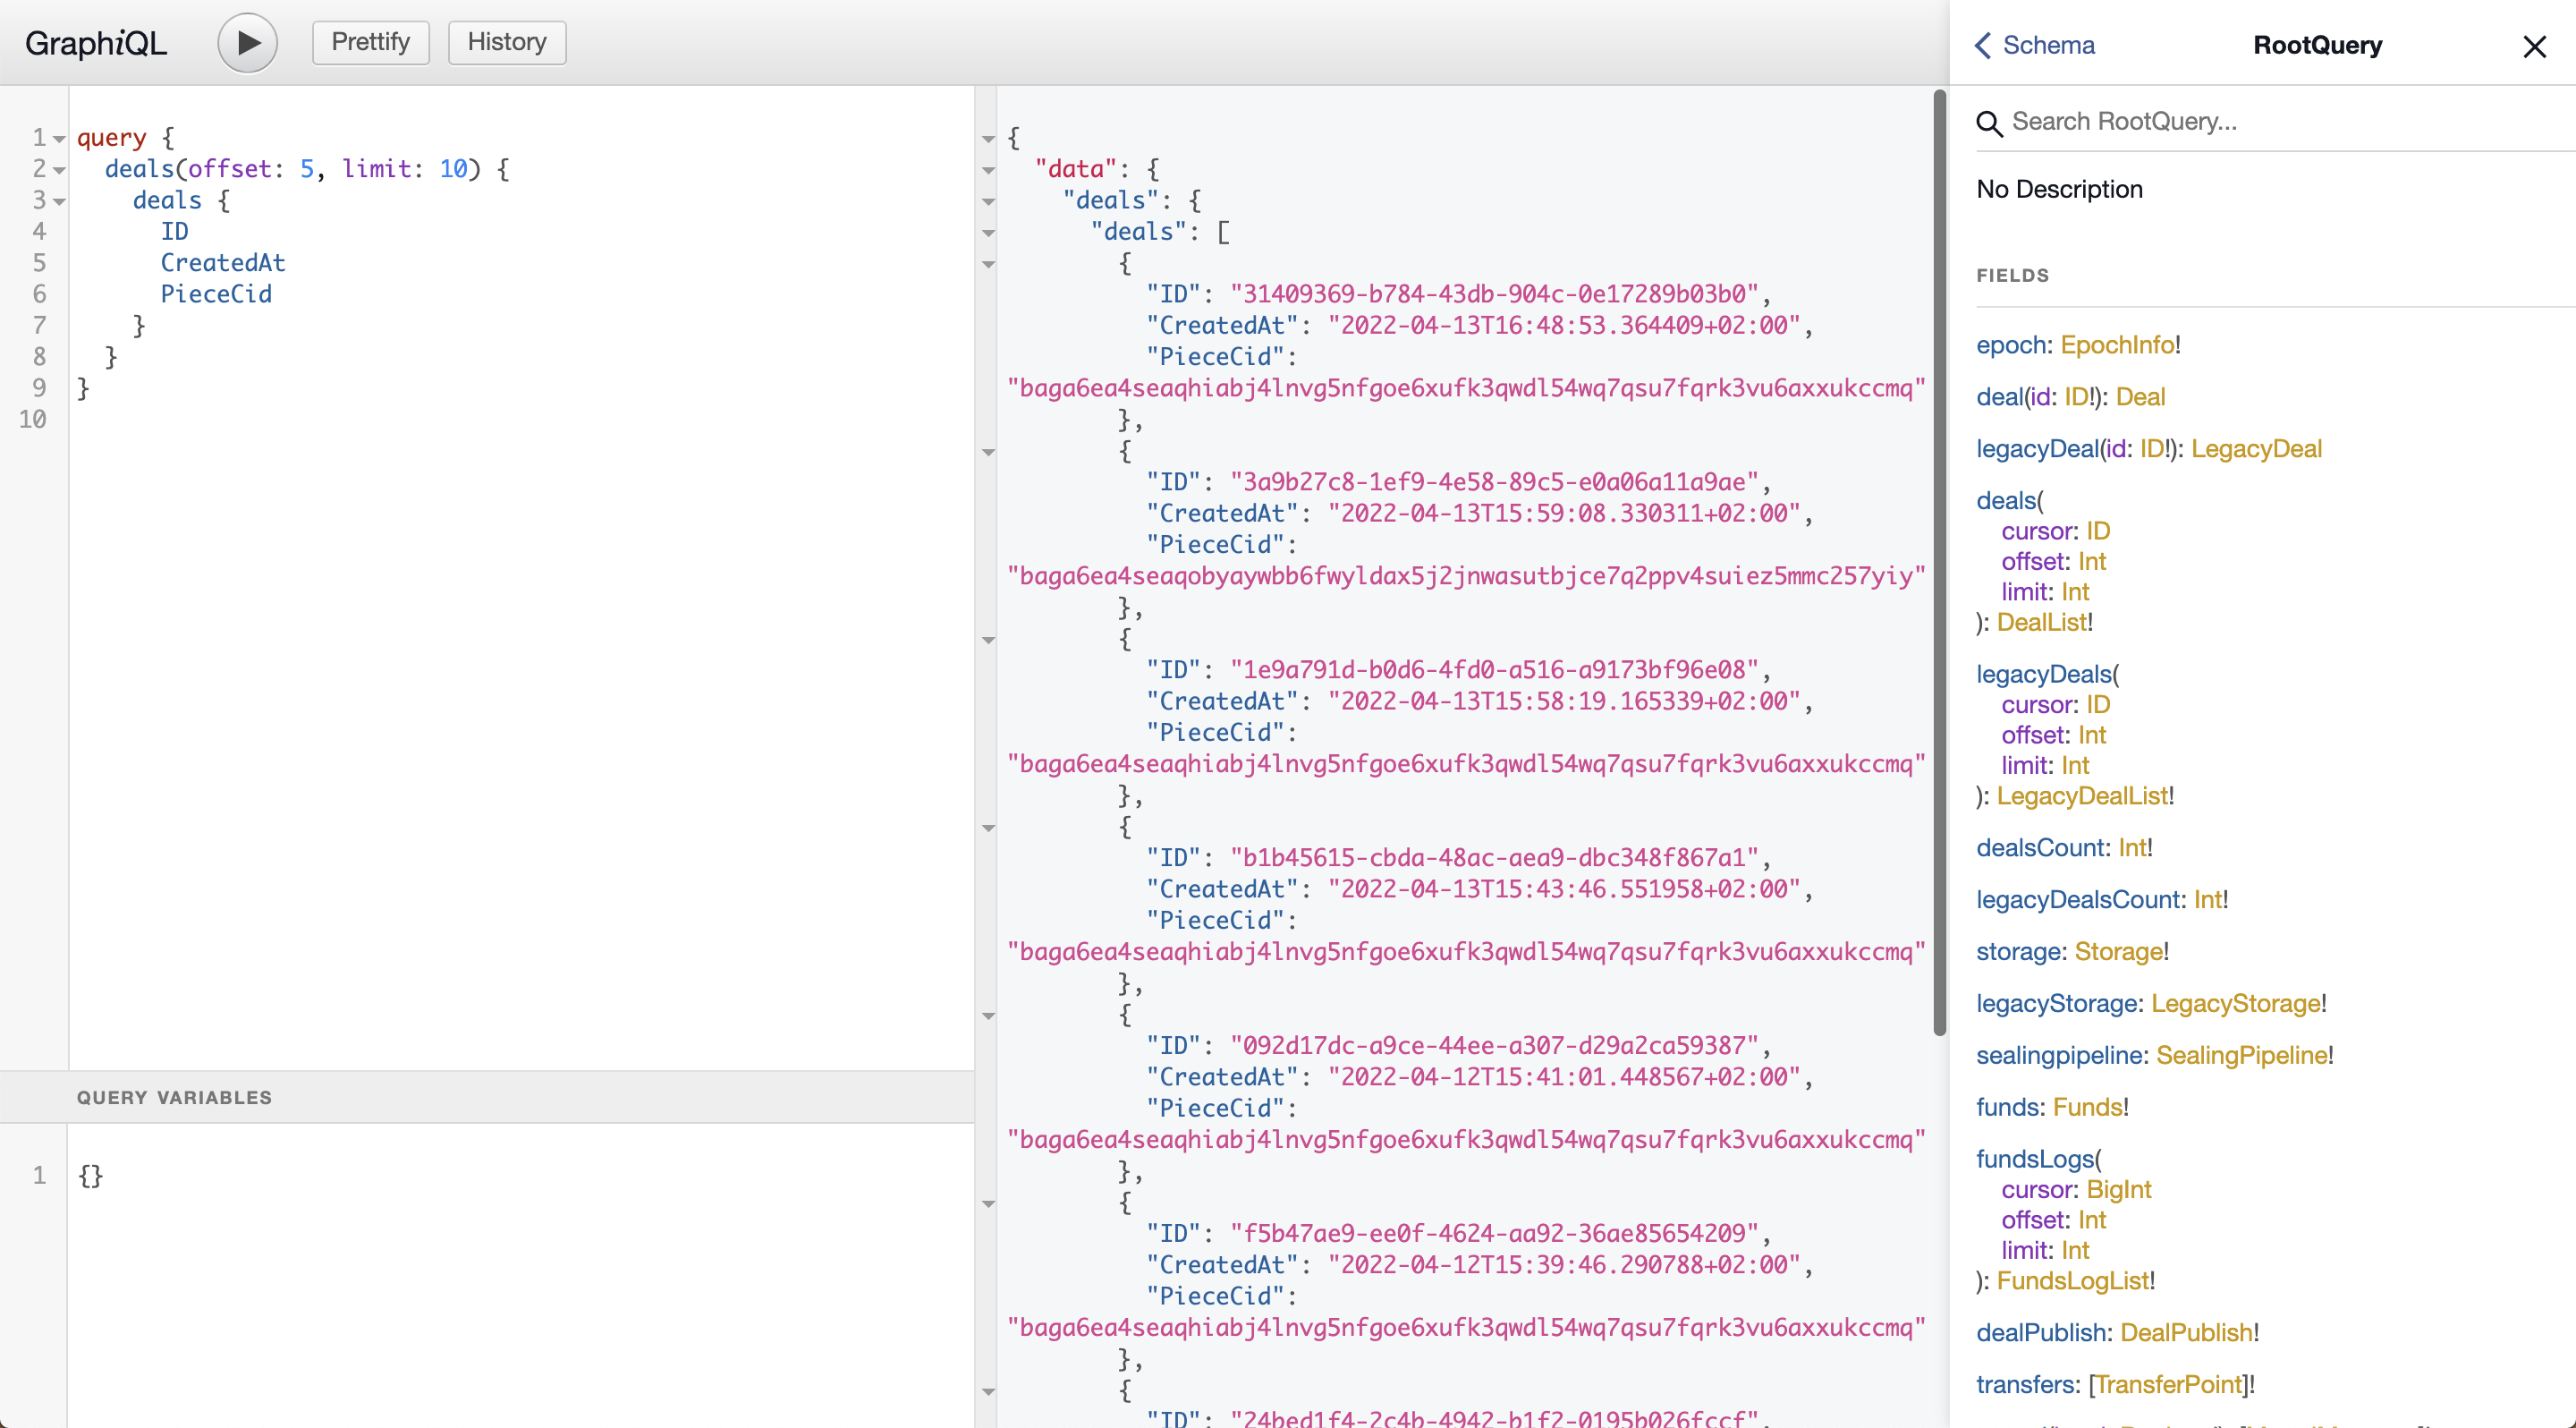 GraphiQL
Prettify
History
1 query {
2   deals(offset: 5, limit: 10) {
3     deals {
4       ID
5       CreatedAt
6       PieceCid
7     }
8   }
9 }
10
QUERY VARIABLES
1 {}
{
  "data": {
    "deals": {
      "deals": [
        {
          "ID": "31409369-b784-43db-904c-0e17289b03b0",
          "CreatedAt": "2022-04-13T16:48:53.364409+02:00",
          "PieceCid":
"baga6ea4seaqhiabj4lnvg5nfgoe6xufk3qwdl54wq7qsu7fqrk3vu6axxukccmq"
        },
        {
          "ID": "3a9b27c8-1ef9-4e58-89c5-e0a06a11a9ae",
          "CreatedAt": "2022-04-13T15:59:08.330311+02:00",
          "PieceCid":
"baga6ea4seaqobyaywbb6fwyldax5j2jnwasutbjce7q2ppv4suiez5mmc257yiy"
        },
        {
          "ID": "1e9a791d-b0d6-4fd0-a516-a9173bf96e08",
          "CreatedAt": "2022-04-13T15:58:19.165339+02:00",
          "PieceCid":
"baga6ea4seaqhiabj4lnvg5nfgoe6xufk3qwdl54wq7qsu7fqrk3vu6axxukccmq"
        },
        {
          "ID": "b1b45615-cbda-48ac-aea9-dbc348f867a1",
          "CreatedAt": "2022-04-13T15:43:46.551958+02:00",
          "PieceCid":
"baga6ea4seaqhiabj4lnvg5nfgoe6xufk3qwdl54wq7qsu7fqrk3vu6axxukccmq"
        },
        {
          "ID": "092d17dc-a9ce-44ee-a307-d29a2ca59387",
          "CreatedAt": "2022-04-12T15:41:01.448567+02:00",
          "PieceCid":
"baga6ea4seaqhiabj4lnvg5nfgoe6xufk3qwdl54wq7qsu7fqrk3vu6axxukccmq"
        },
        {
          "ID": "f5b47ae9-ee0f-4624-aa92-36ae85654209",
          "CreatedAt": "2022-04-12T15:39:46.290788+02:00",
          "PieceCid":
"baga6ea4seaqhiabj4lnvg5nfgoe6xufk3qwdl54wq7qsu7fqrk3vu6axxukccmq"
        },
        {
          "ID": "24bed1f4-2c4b-4942-b1f2-0195b026fccf",
Schema
RootQuery
Search RootQuery...
No Description
FIELDS
epoch: EpochInfo!
deal(id: ID!): Deal
legacyDeal(id: ID!): LegacyDeal
deals(
cursor: ID
offset: Int
limit: Int
): DealList!
legacyDeals(
cursor: ID
offset: Int
limit: Int
): LegacyDealList!
dealsCount: Int!
legacyDealsCount: Int!
storage: Storage!
legacyStorage: LegacyStorage!
sealingpipeline: SealingPipeline!
funds: Funds!
fundsLogs(
cursor: BigInt
offset: Int
limit: Int
): FundsLogList!
dealPublish: DealPublish!
transfers: [TransferPoint]!